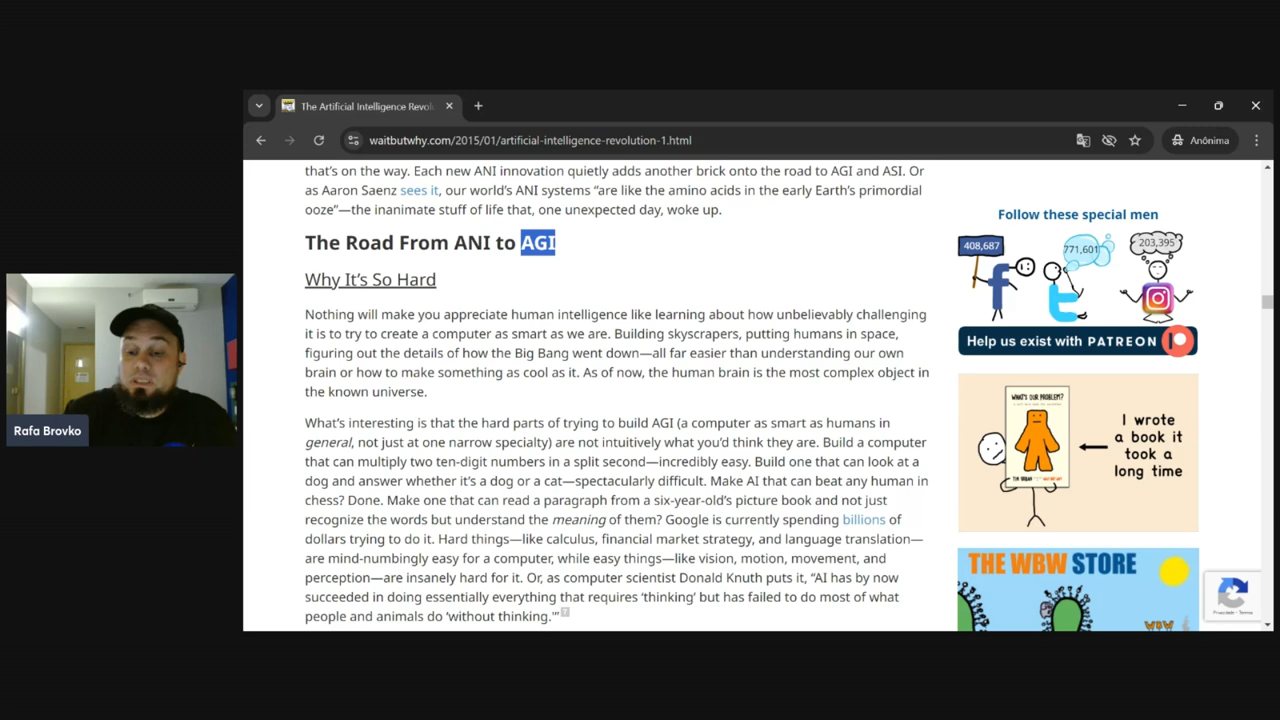 The Artificial Intelligence Revol
waitbutwhy.com/2015/01/artificial-intelligence-revolution-1.html
Anônima
that's on the way. Each new ANI innovation quietly adds another brick onto the road to AGI and ASI. Or
as Aaron Saenz sees it, our world's ANI systems “are like the amino acids in the early Earth's primordial
ooze”—the inanimate stuff of life that, one unexpected day, woke up.
The Road From ANI to AGI
Why It's So Hard
Nothing will make you appreciate human intelligence like learning about how unbelievably challenging
it is to try to create a computer as smart as we are. Building skyscrapers, putting humans in space,
figuring out the details of how the Big Bang went down—all far easier than understanding our own
brain or how to make something as cool as it. As of now, the human brain is the most complex object in
the known universe.
What's interesting is that the hard parts of trying to build AGI (a computer as smart as humans in
general, not just at one narrow specialty) are not intuitively what you'd think they are. Build a computer
that can multiply two ten-digit numbers in a split second—incredibly easy. Build one that can look at a
dog and answer whether it's a dog or a cat—spectacularly difficult. Make AI that can beat any human in
chess? Done. Make one that can read a paragraph from a six-year-old's picture book and not just
recognize the words but understand the meaning of them? Google is currently spending billions of
dollars trying to do it. Hard things—like calculus, financial market strategy, and language translation—
are mind-numbingly easy for a computer, while easy things—like vision, motion, movement, and
perception—are insanely hard for it. Or, as computer scientist Donald Knuth puts it, “AI has by now
succeeded in doing essentially everything that requires ‘thinking’ but has failed to do most of what
people and animals do ‘without thinking.’”
Follow these special men
408,687
771,601
203,395
Help us exist with PATREON
WHAT'S OUR PROBLEM?
TIM URBAN
I wrote
a book it
took a
long time
THE WBW STORE
WBW
Privacidade - Termos
Rafa Brovko